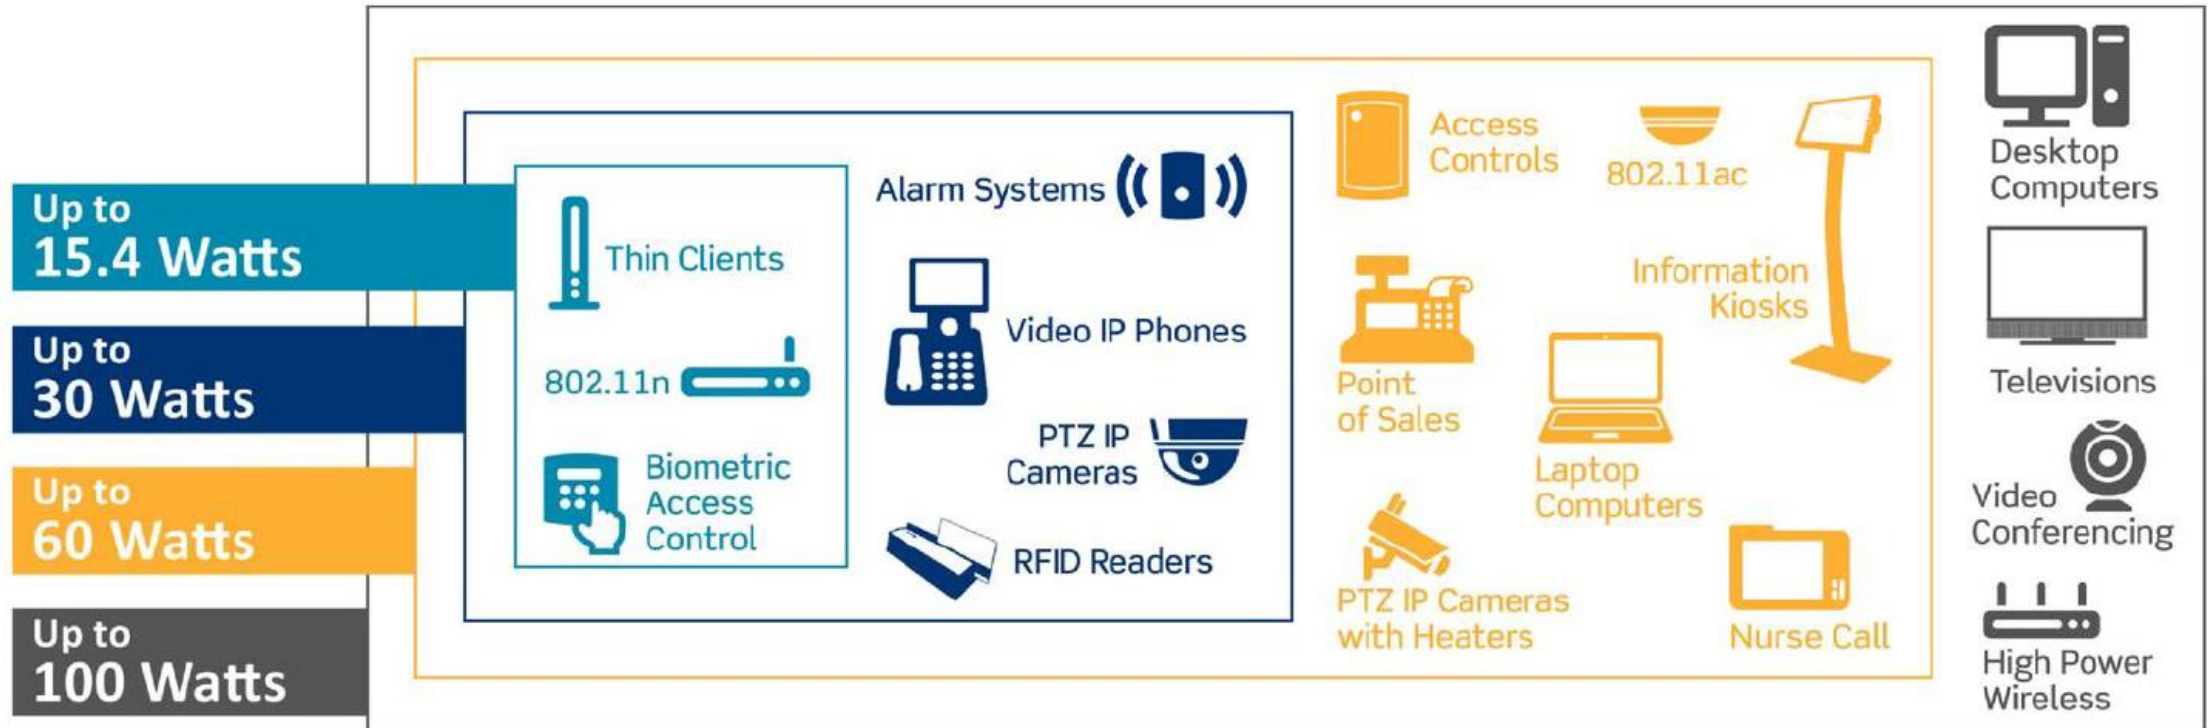 Up to
15.4 Watts
Up to
30 Watts
Up to
60 Watts
Up to
100 Watts
Thin Clients
802.11n
Biometric
Access
Control
Alarm Systems
Video IP Phones
PTZ IP
Cameras
RFID Readers
Access
Controls
802.11ac
Information
Kiosks
Point
of Sales
Laptop
Computers
PTZ IP Cameras
with Heaters
Nurse Call
Desktop
Computers
Televisions
Video
Conferencing
High Power
Wireless